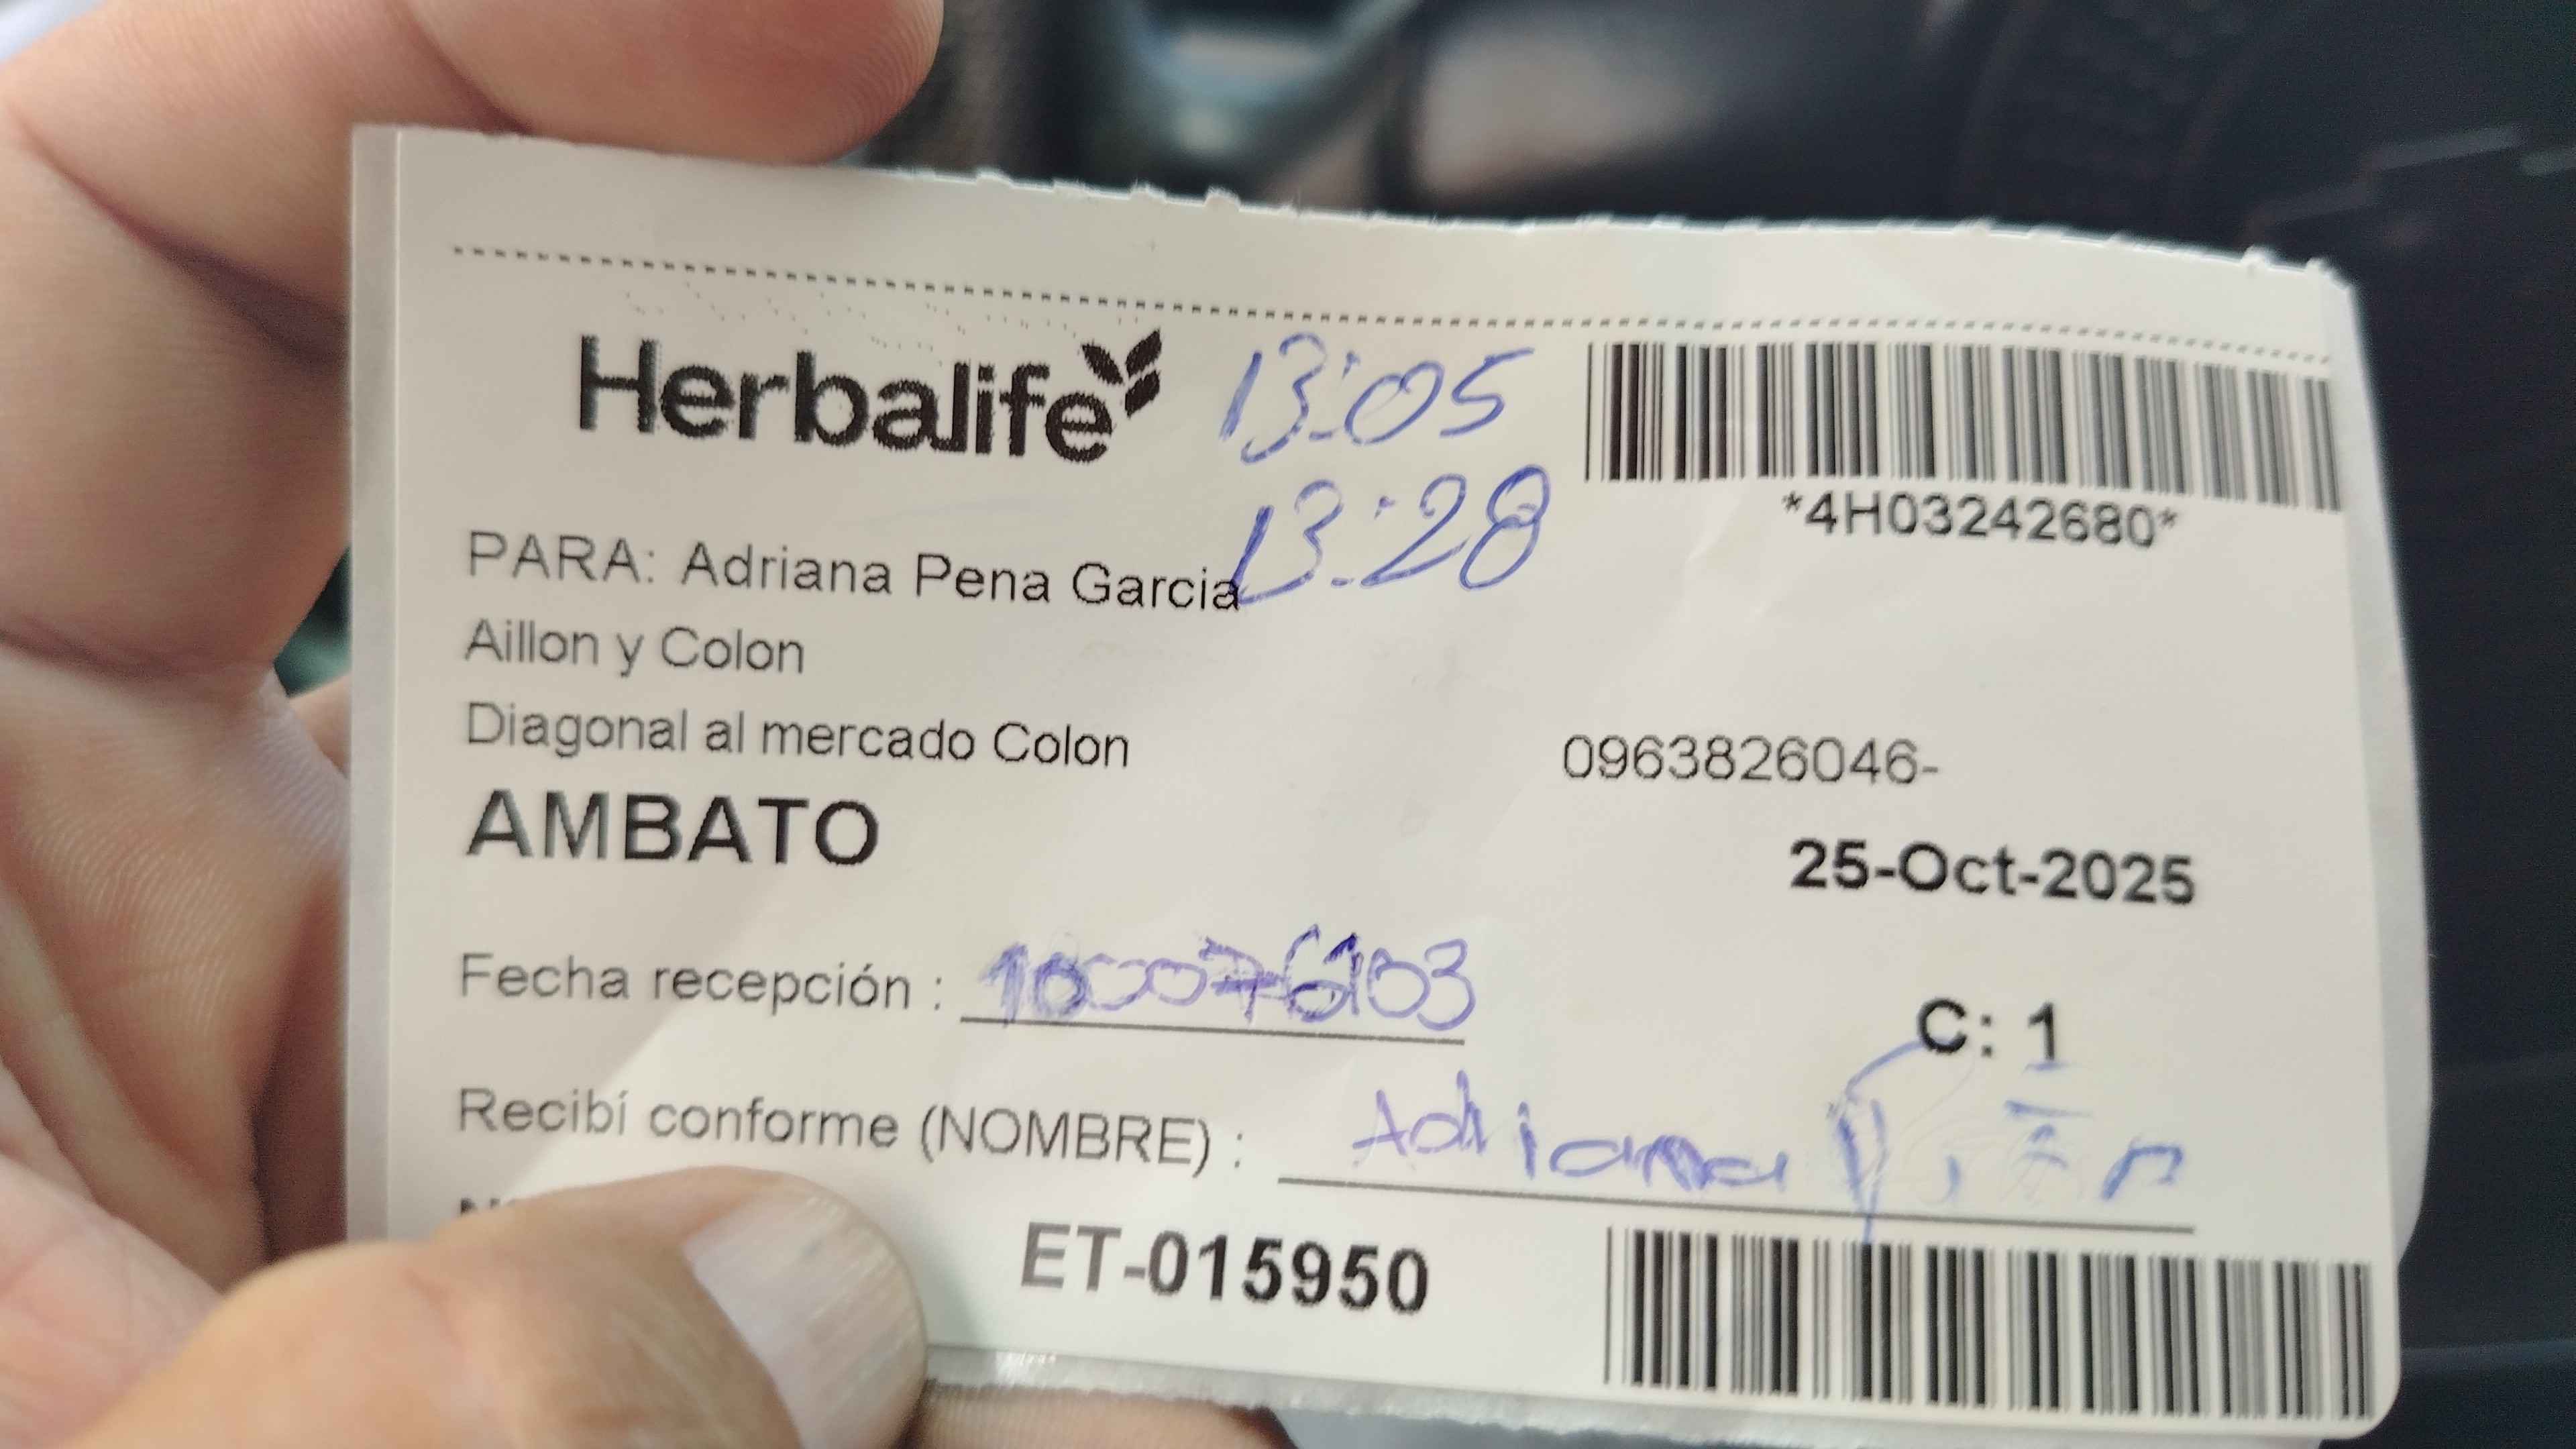 Herbalife
13:05
13:28
*4H03242680*
PARA: Adriana Pena Garcia
Aillon y Colon
Diagonal al mercado Colon
0963826046-
AMBATO
25-Oct-2025
Fecha recepción :
C: 1
Recibí conforme (NOMBRE) : Adriana
ET-015950